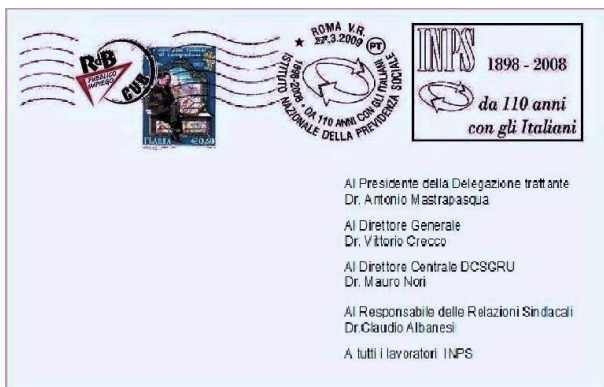 RdB
PUBBLICO
IMPIEGO
CUB
ITALIA €0,60
ROMA V.R.
27.3.2009
PT
1898-2008 • DA 110 ANNI CON GLI ITALIANI
ISTITUTO NAZIONALE DELLA PREVIDENZA SOCIALE
INPS
1898 - 2008
da 110 anni
con gli Italiani
Al Presidente della Delegazione trattante
Dr. Antonio Mastrapasqua
Al Direttore Generale
Dr. Vittorio Crecco
Al Direttore Centrale DCSGRU
Dr. Mauro Nori
Al Responsabile delle Relazioni Sindacali
Dr.Claudio Albanesi
A tutti i lavoratori INPS